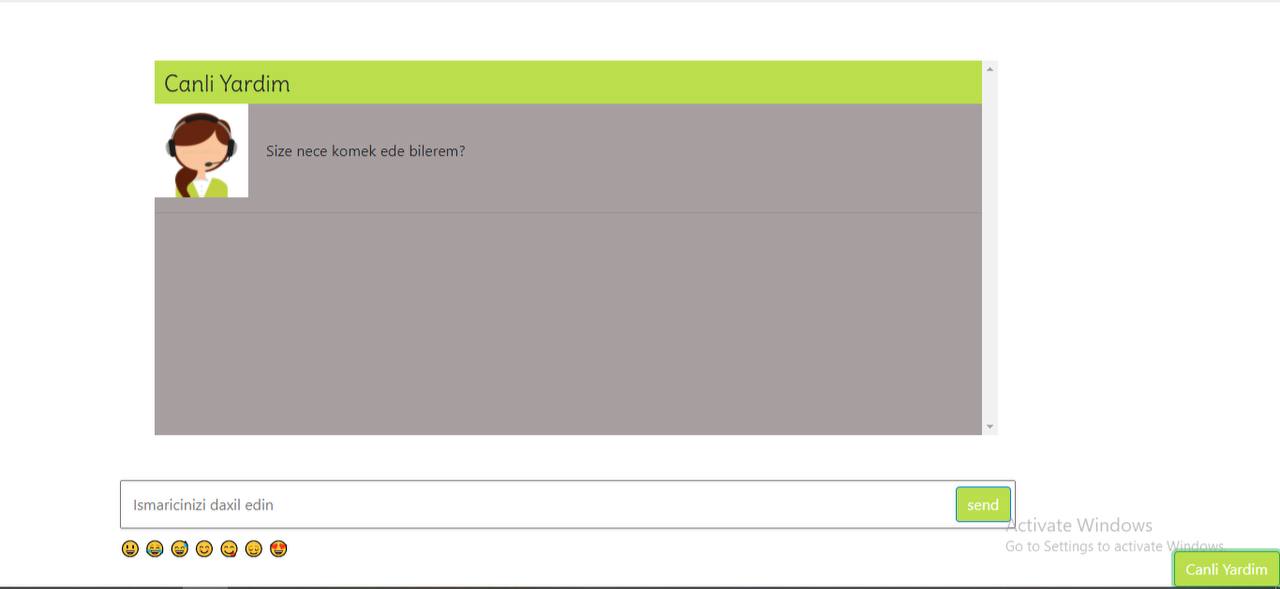 Canli Yardim
Size nece komek ede bilerem?
Ismaricinizi daxil edin
send
Activate Windows
Go to Settings to activate Windows.
Canli Yardim